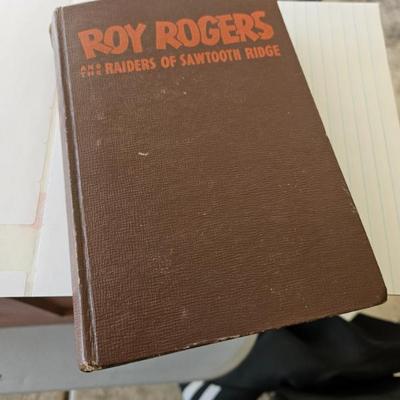 ROY ROGERS
AND THE RAIDERS OF SAWTOOTH RIDGE